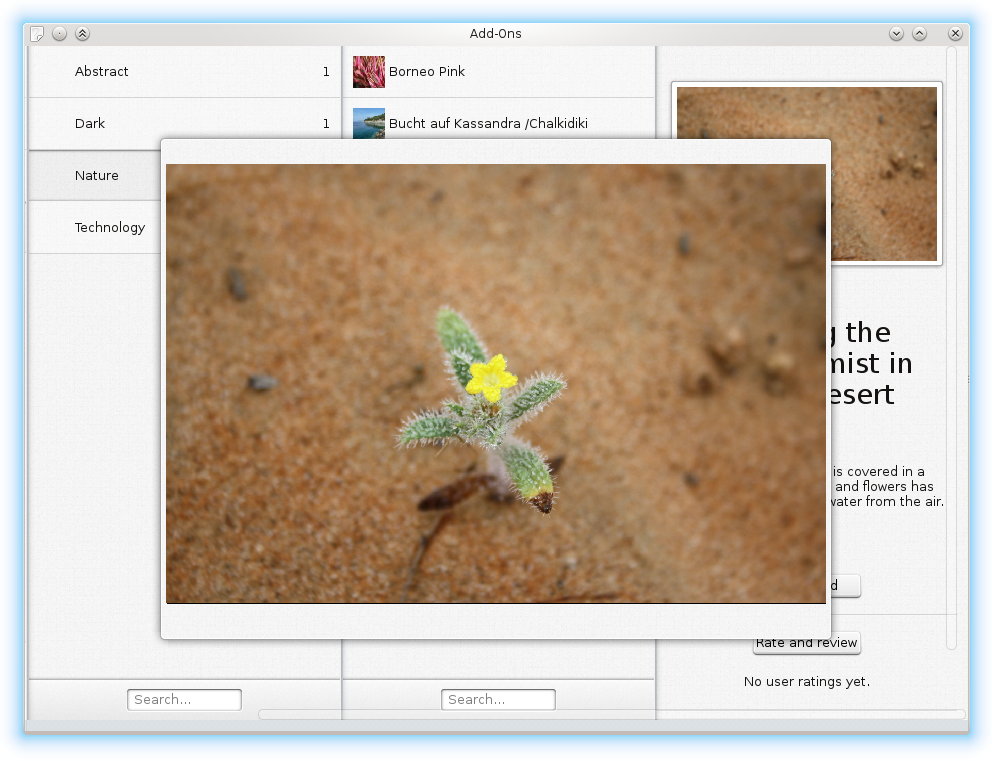 Add-Ons
Abstract 1
Dark 1
Nature
Technology
Borneo Pink
Bucht auf Kassandra /Chalkidiki
the
mist in
is covered in a
and flowers has
water from the air.
Rate and review
No user ratings yet.
Search...
Search...